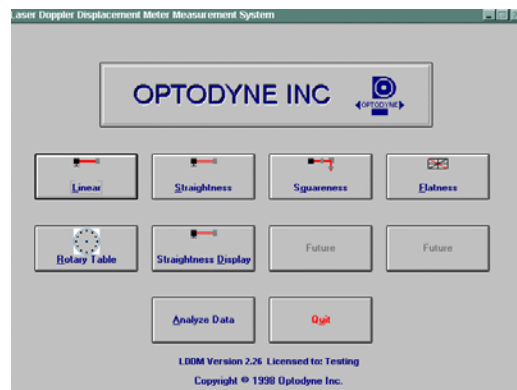 Laser Doppler Displacement Meter Measurement System
OPTODYNE INC
OPTODYNE
Linear
Straightness
Squareness
Flatness
Rotary Table
Straightness Display
Future
Future
Analyze Data
Quit
LDDM Version 2.26 Licensed to: Testing
Copyright © 1998 Optodyne Inc.